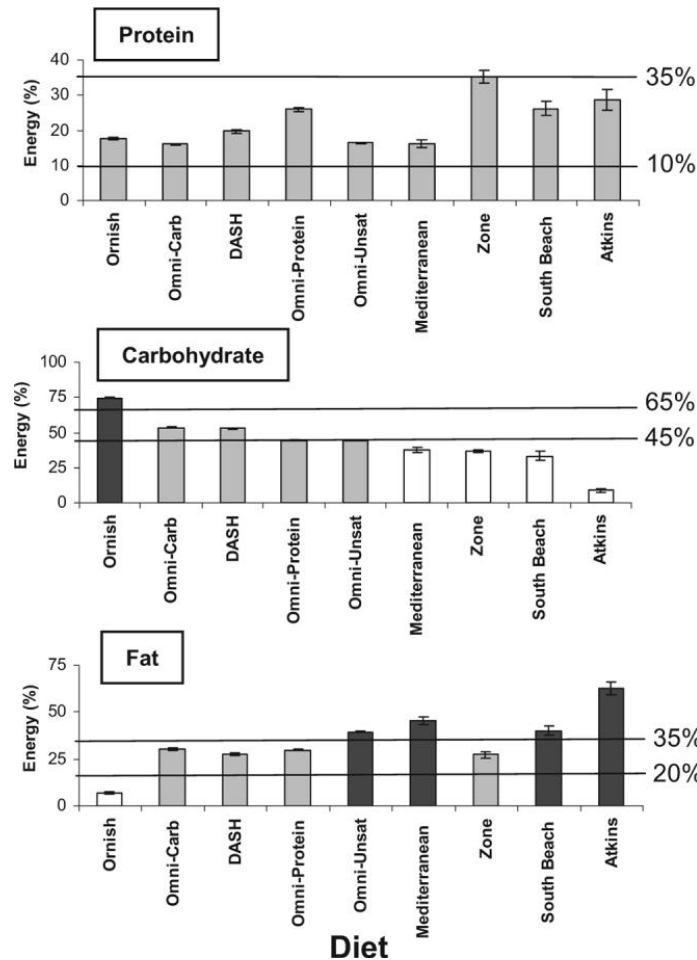 Protein
Energy (%)
40
30
20
10
0
35%
10%
Ornish
Omni-Carb
DASH
Omni-Protein
Omni-Unsat
Mediterranean
Zone
South Beach
Atkins
Carbohydrate
Energy (%)
100
75
50
25
0
65%
45%
Ornish
Omni-Carb
DASH
Omni-Protein
Omni-Unsat
Mediterranean
Zone
South Beach
Atkins
Fat
Energy (%)
75
50
25
0
35%
20%
Ornish
Omni-Carb
DASH
Omni-Protein
Omni-Unsat
Mediterranean
Zone
South Beach
Atkins
Diet